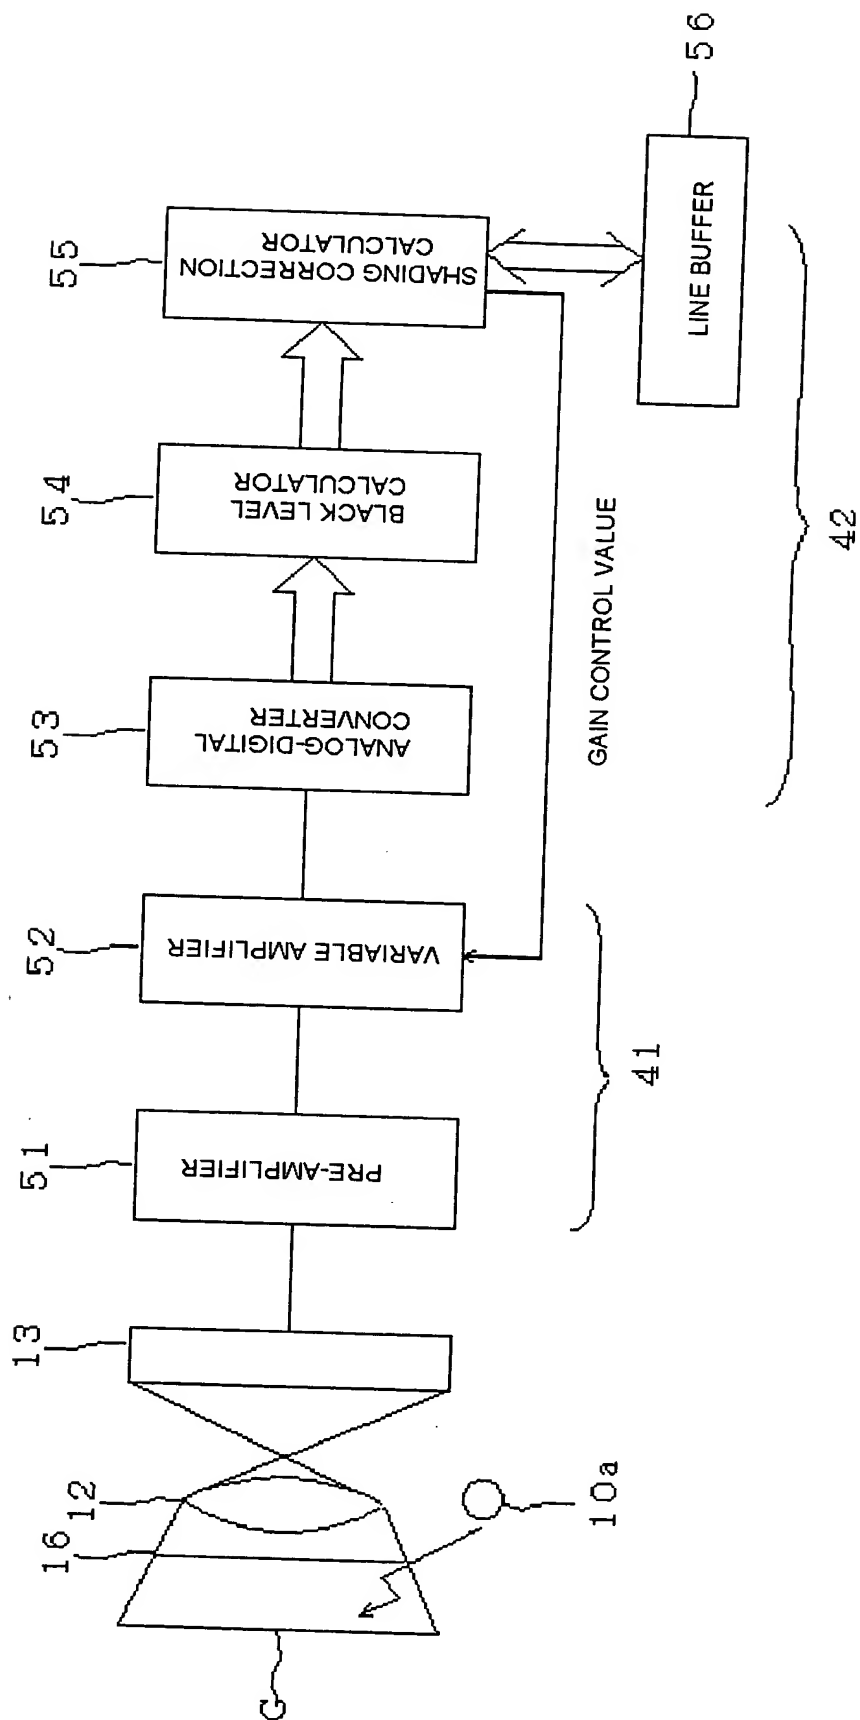 G
16
12
10a
13
51
PRE-AMPLIFIER
41
52
VARIABLE AMPLIFIER
53
ANALOG-DIGITAL
CONVERTER
GAIN CONTROL VALUE
54
BLACK LEVEL
CALCULATOR
55
SHADING CORRECTION
CALCULATOR
56
LINE BUFFER
42